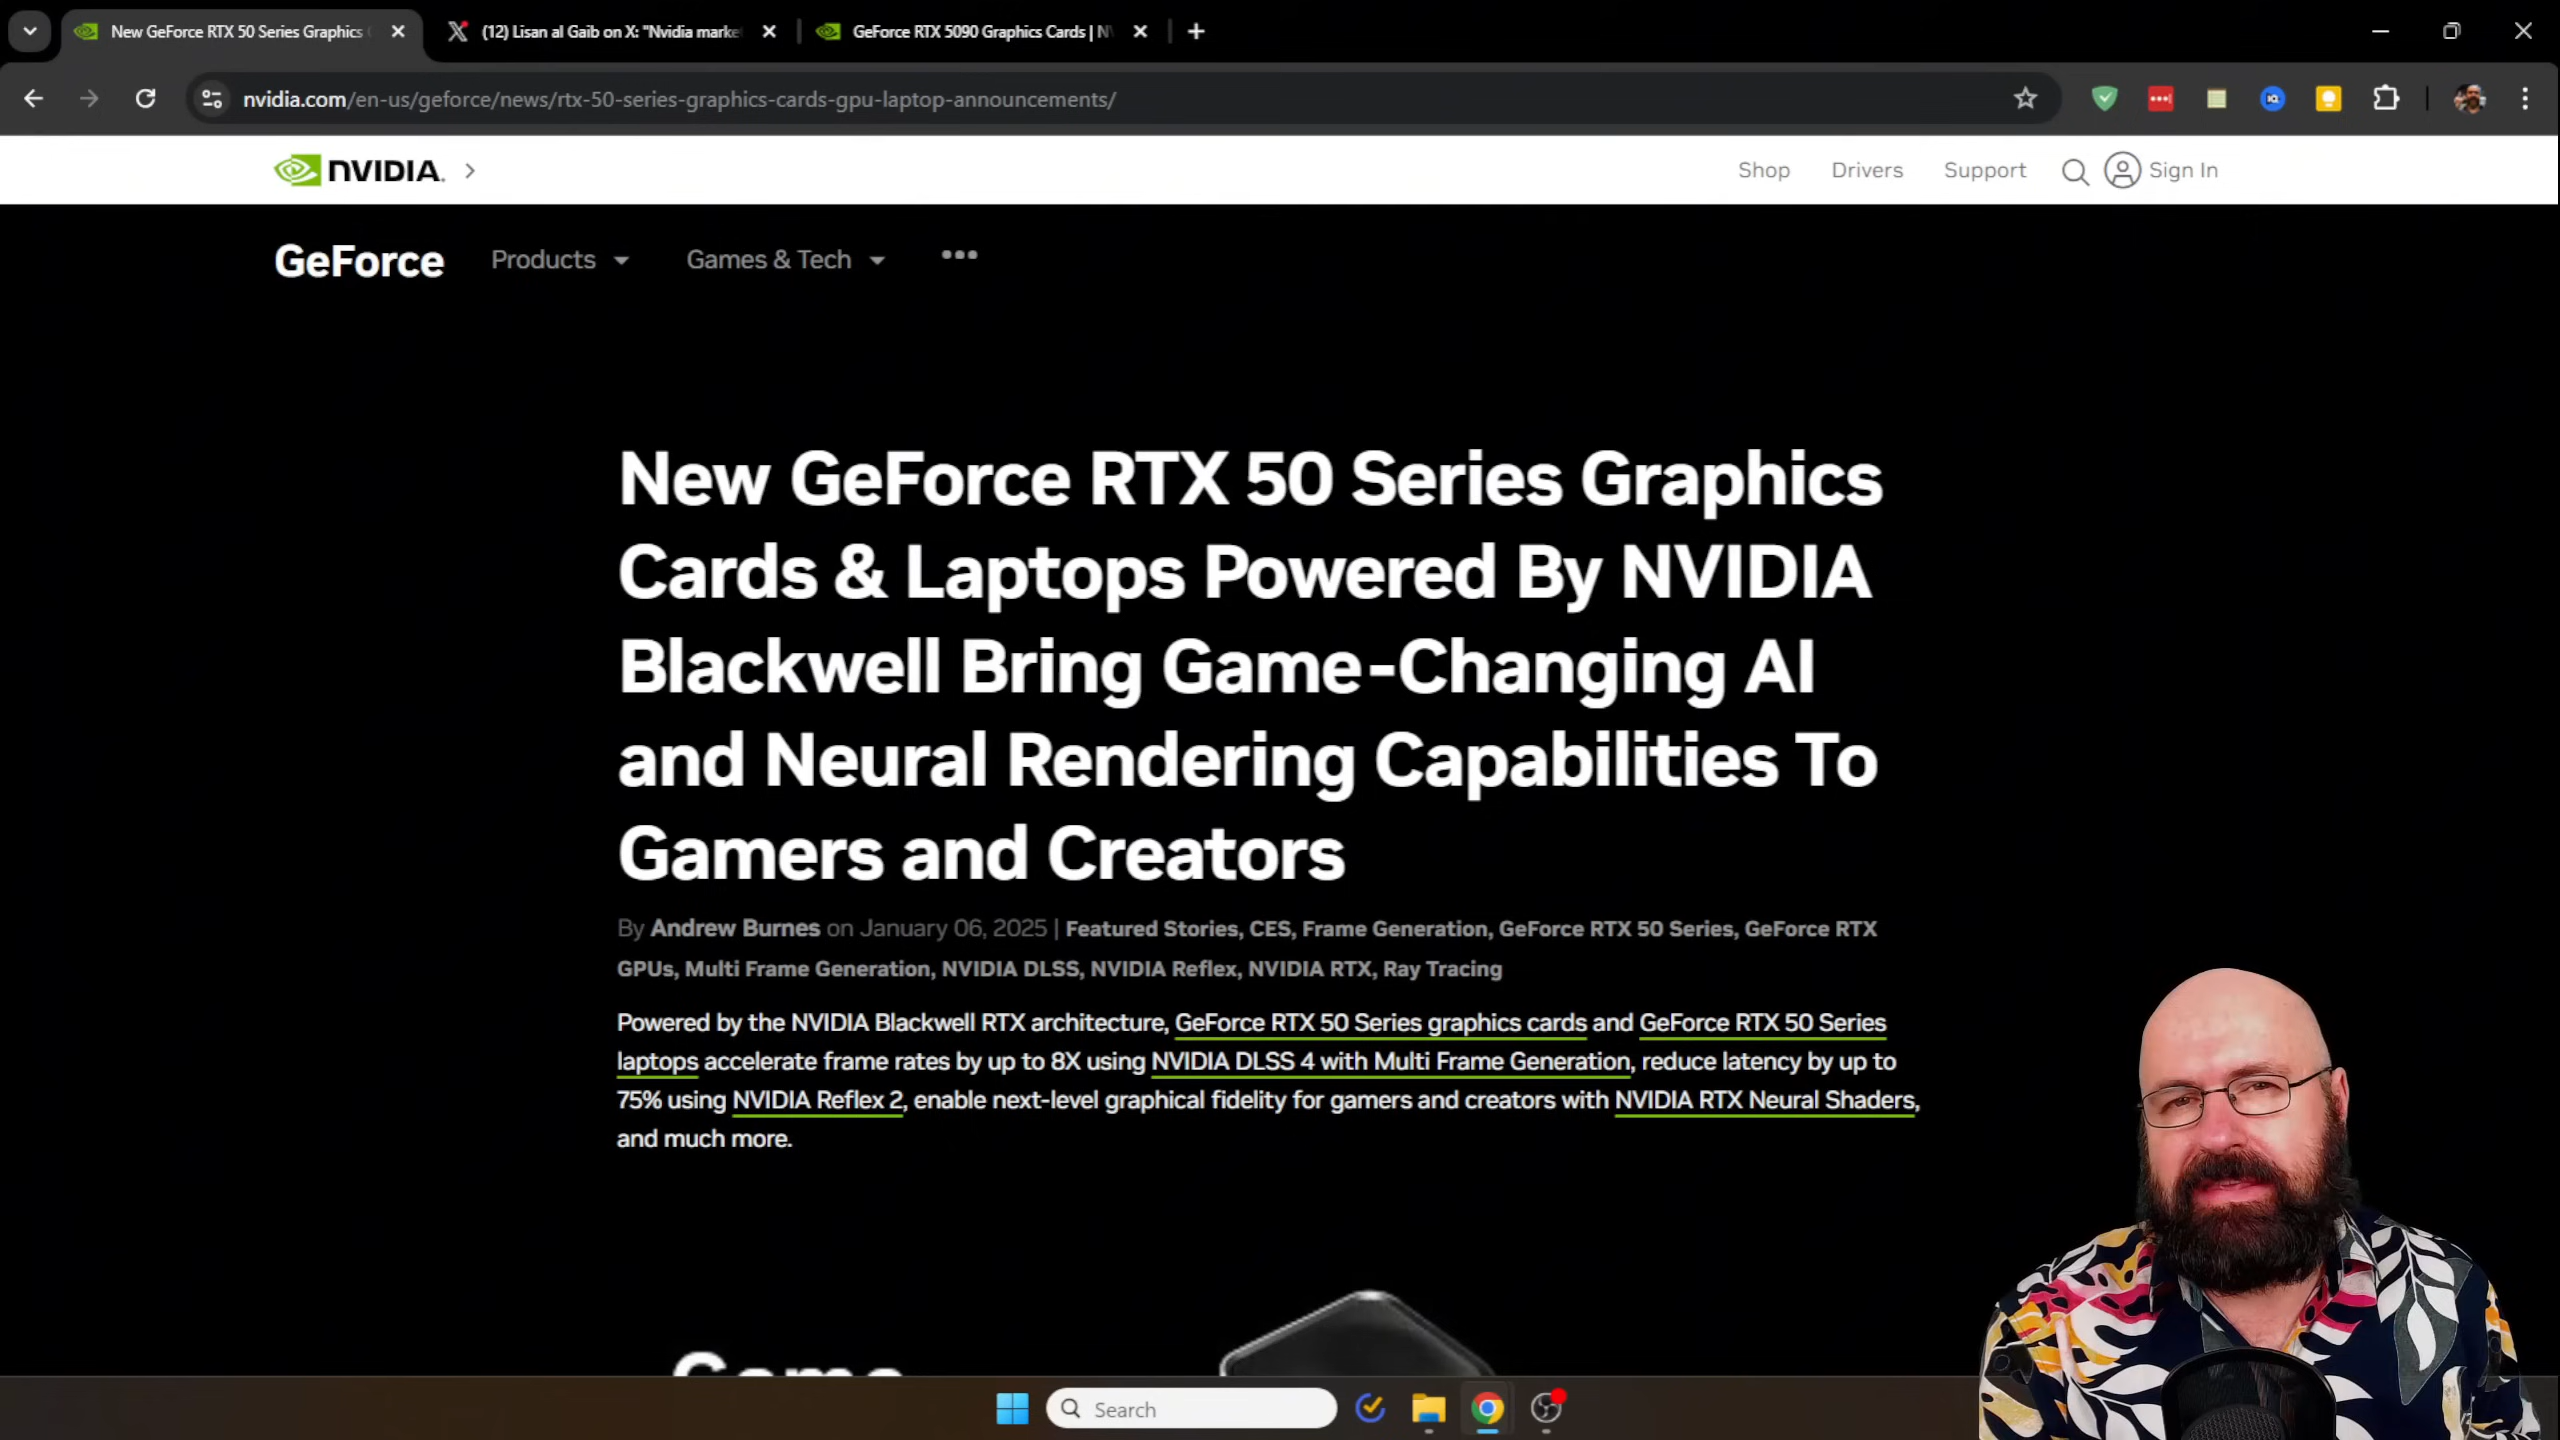 New GeForce RTX 50 Series Graphics
(12) Lisan al Gaib on X: "Nvidia marke
GeForce RTX 5090 Graphics Cards | N
nvidia.com/en-us/geforce/news/rtx-50-series-graphics-cards-gpu-laptop-announcements/
NVIDIA.
Shop
Drivers
Support
Sign In
GeForce
Products
Games & Tech
New GeForce RTX 50 Series Graphics
Cards & Laptops Powered By NVIDIA
Blackwell Bring Game-Changing AI
and Neural Rendering Capabilities To
Gamers and Creators
By Andrew Burnes on January 06, 2025 | Featured Stories, CES, Frame Generation, GeForce RTX 50 Series, GeForce RTX
GPUs, Multi Frame Generation, NVIDIA DLSS, NVIDIA Reflex, NVIDIA RTX, Ray Tracing
Powered by the NVIDIA Blackwell RTX architecture, GeForce RTX 50 Series graphics cards and GeForce RTX 50 Series
laptops accelerate frame rates by up to 8X using NVIDIA DLSS 4 with Multi Frame Generation, reduce latency by up to
75% using NVIDIA Reflex 2, enable next-level graphical fidelity for gamers and creators with NVIDIA RTX Neural Shaders,
and much more.
Search